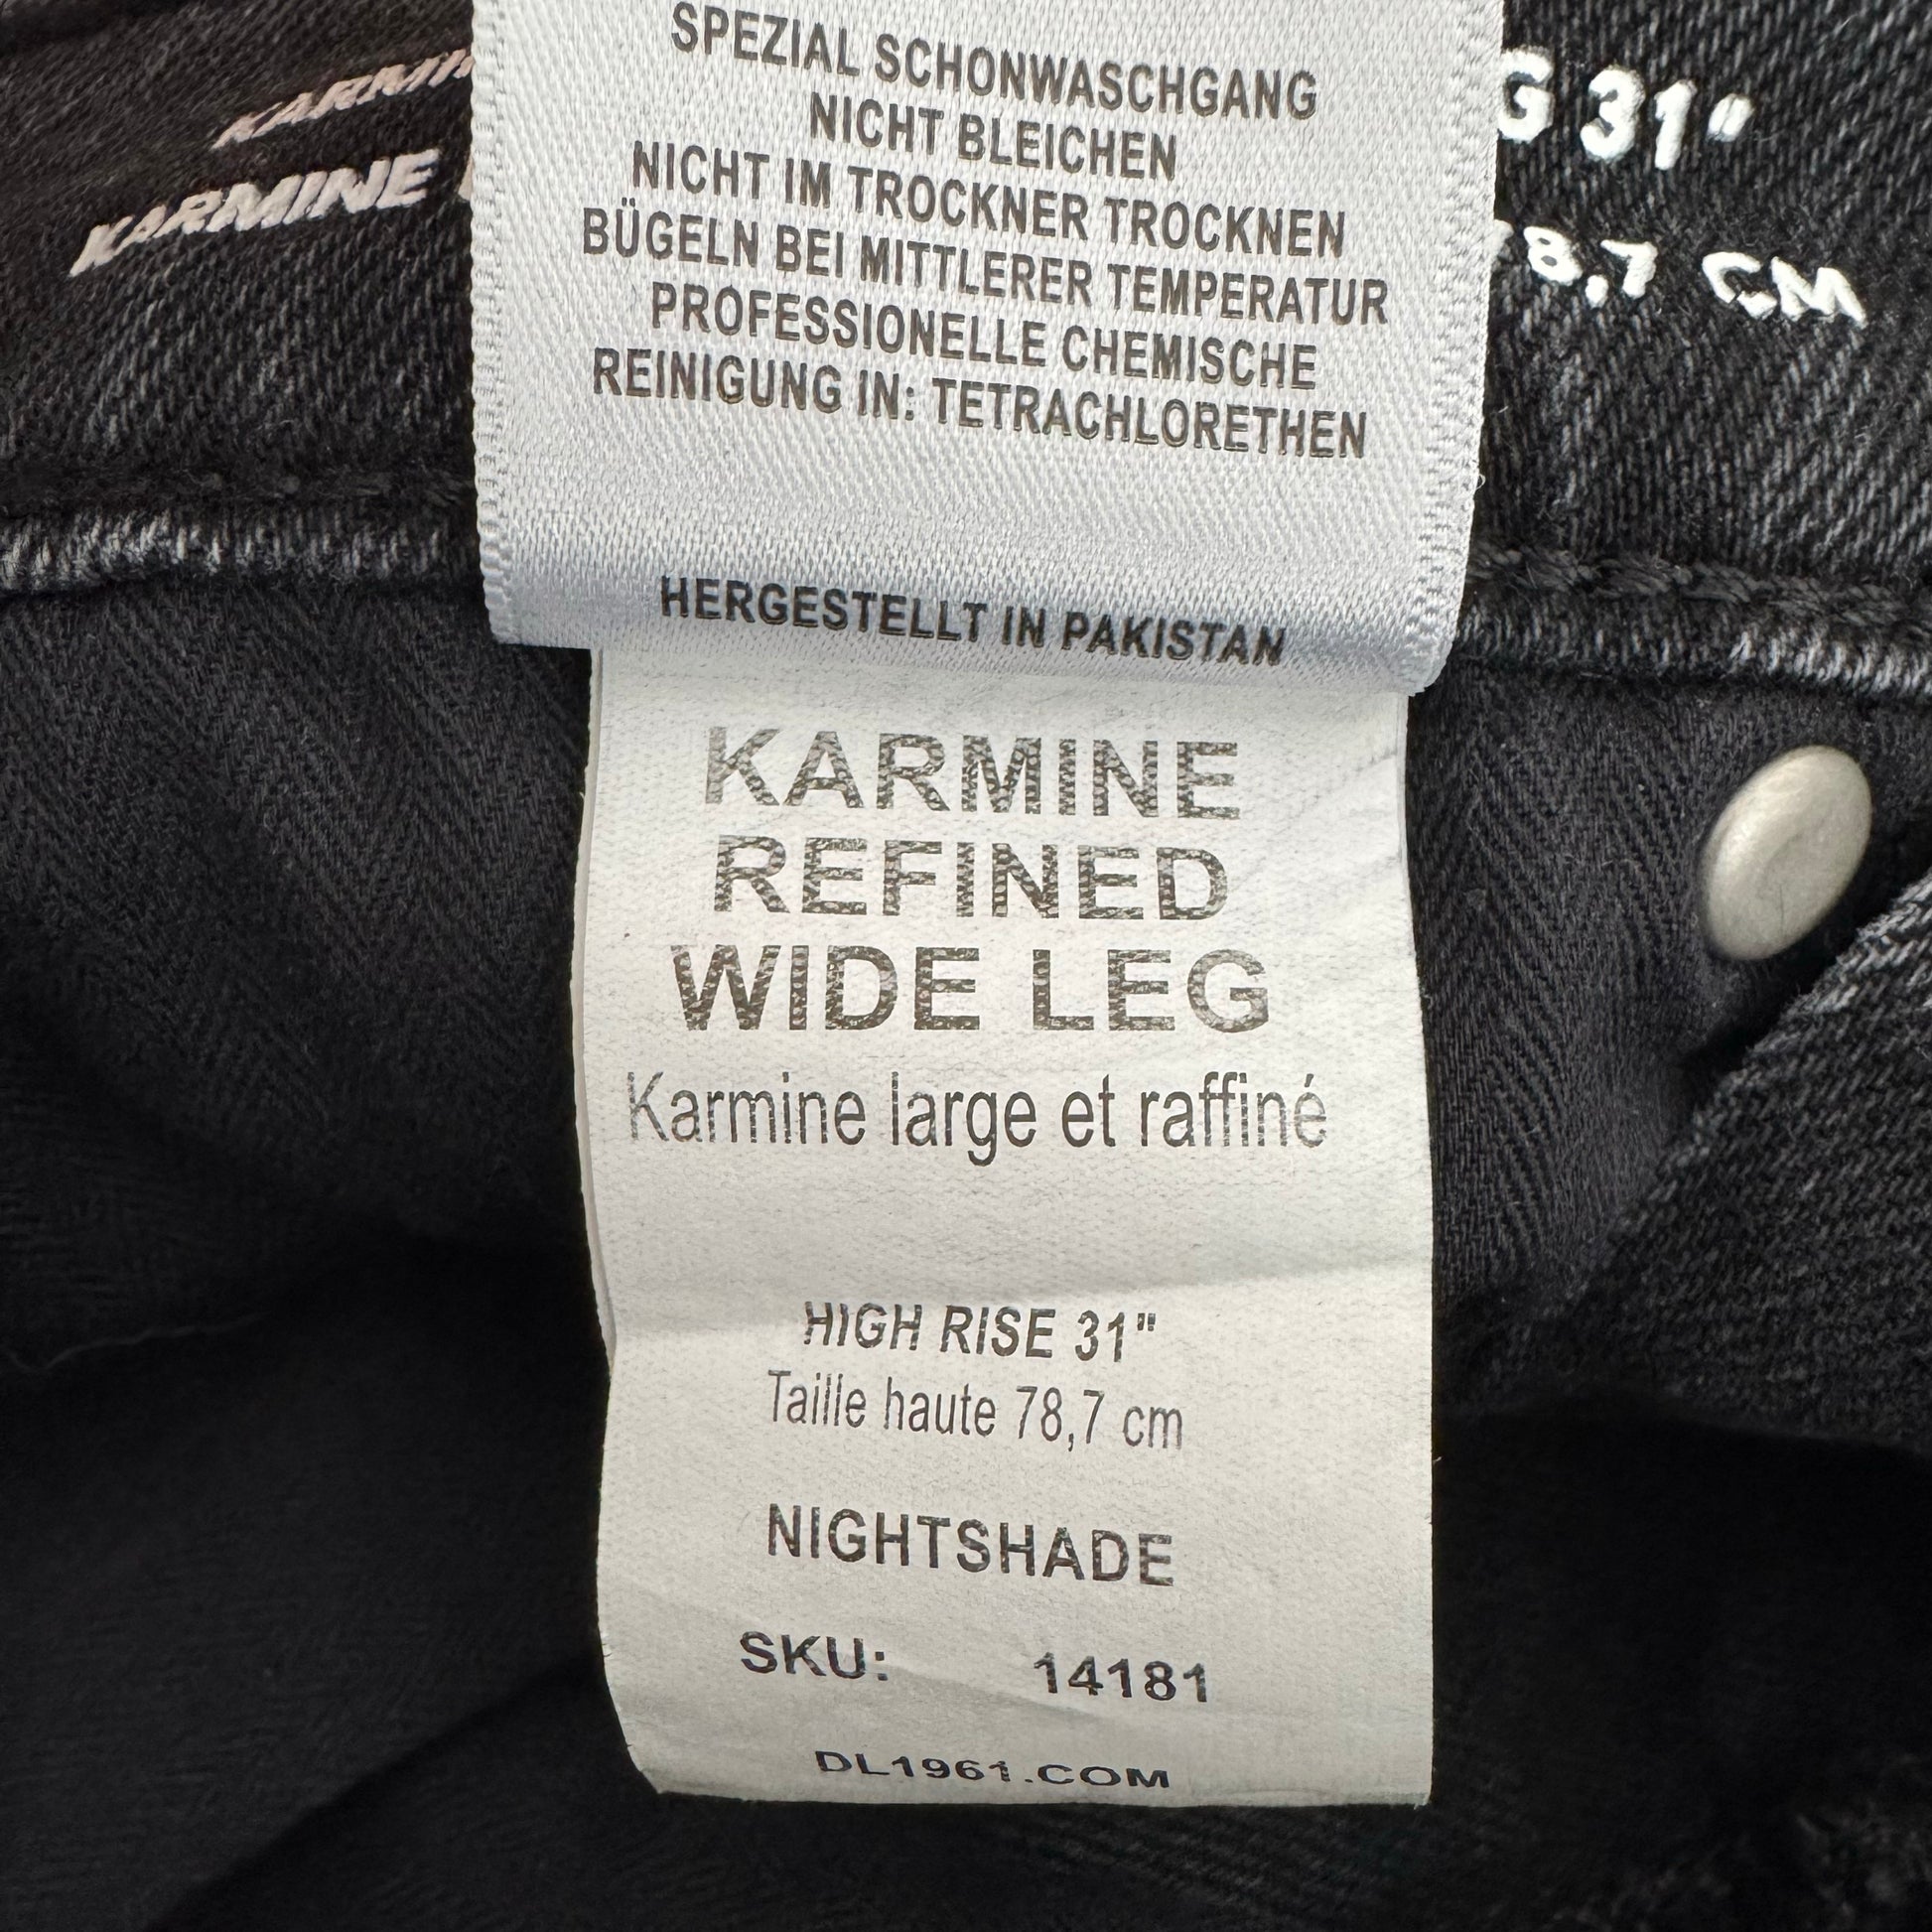 SPEZIAL SCHONWASCHGANG
NICHT BLEICHEN
NICHT IM TROCKNER TROCKNEN
BÜGELN BEI MITTLERER TEMPERATUR
PROFESSIONELLE CHEMISCHE
REINIGUNG IN: TETRACHLORETHEN
HERGESTELLT IN PAKISTAN
KARMINE
G 31"
8,7 CM
KARMINE
REFINED
WIDE LEG
Karmine large et raffiné
HIGH RISE 31"
Taille haute 78,7 cm
NIGHTSHADE
SKU: 14181
DL1961.COM